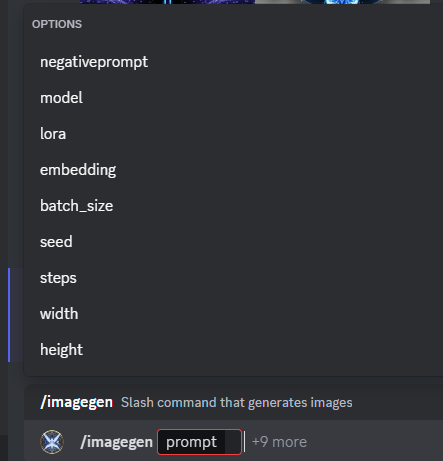 OPTIONS
negativeprompt
model
lora
embedding
batch_size
seed
steps
width
height
/imagegen Slash command that generates images
/imagegen prompt +9 more